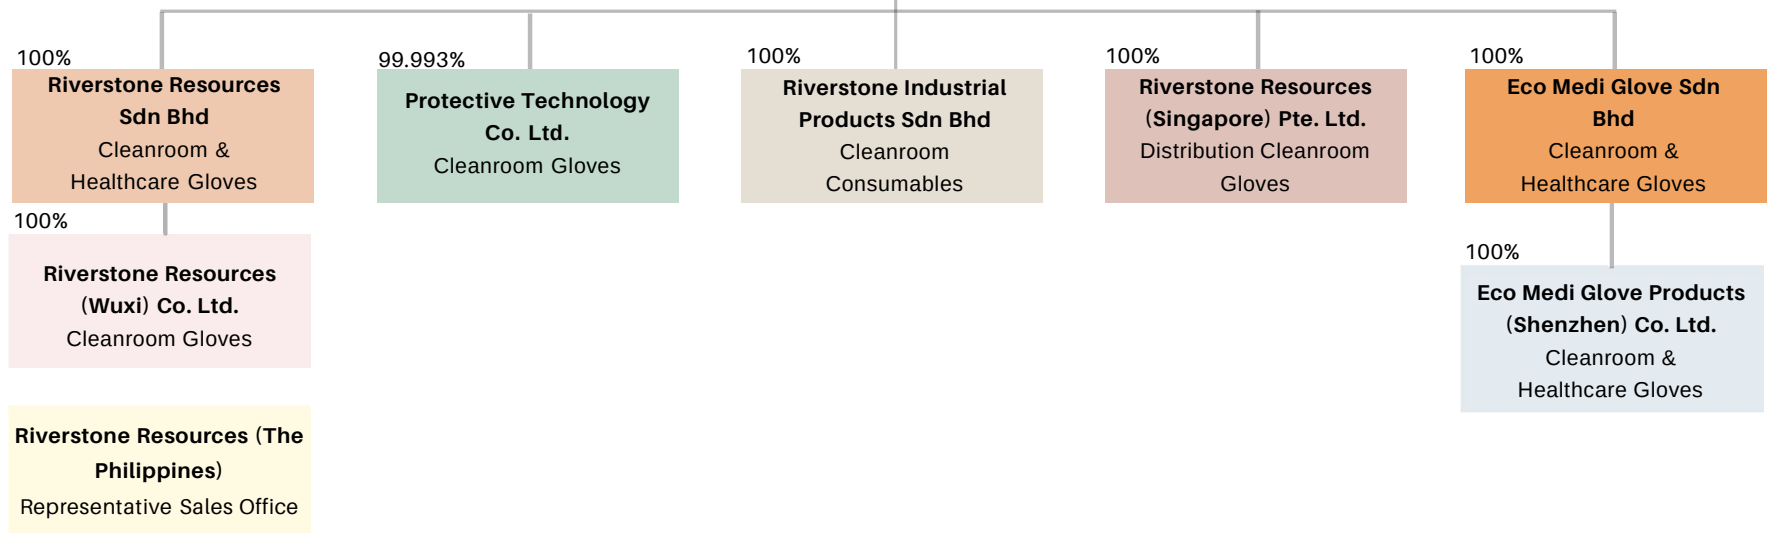 100%
Riverstone Resources
Sdn Bhd
Cleanroom &
Healthcare Gloves
99.993%
Protective Technology
Co. Ltd.
Cleanroom Gloves
100%
Riverstone Industrial
Products Sdn Bhd
Cleanroom
Consumables
100%
Riverstone Resources
(Singapore) Pte. Ltd.
Distribution Cleanroom
Gloves
100%
Eco Medi Glove Sdn
Bhd
Cleanroom &
Healthcare Gloves
100%
Riverstone Resources
(Wuxi) Co. Ltd.
Cleanroom Gloves
100%
Eco Medi Glove Products
(Shenzhen) Co. Ltd.
Cleanroom &
Healthcare Gloves
Riverstone Resources (The
Philippines)
Representative Sales Office